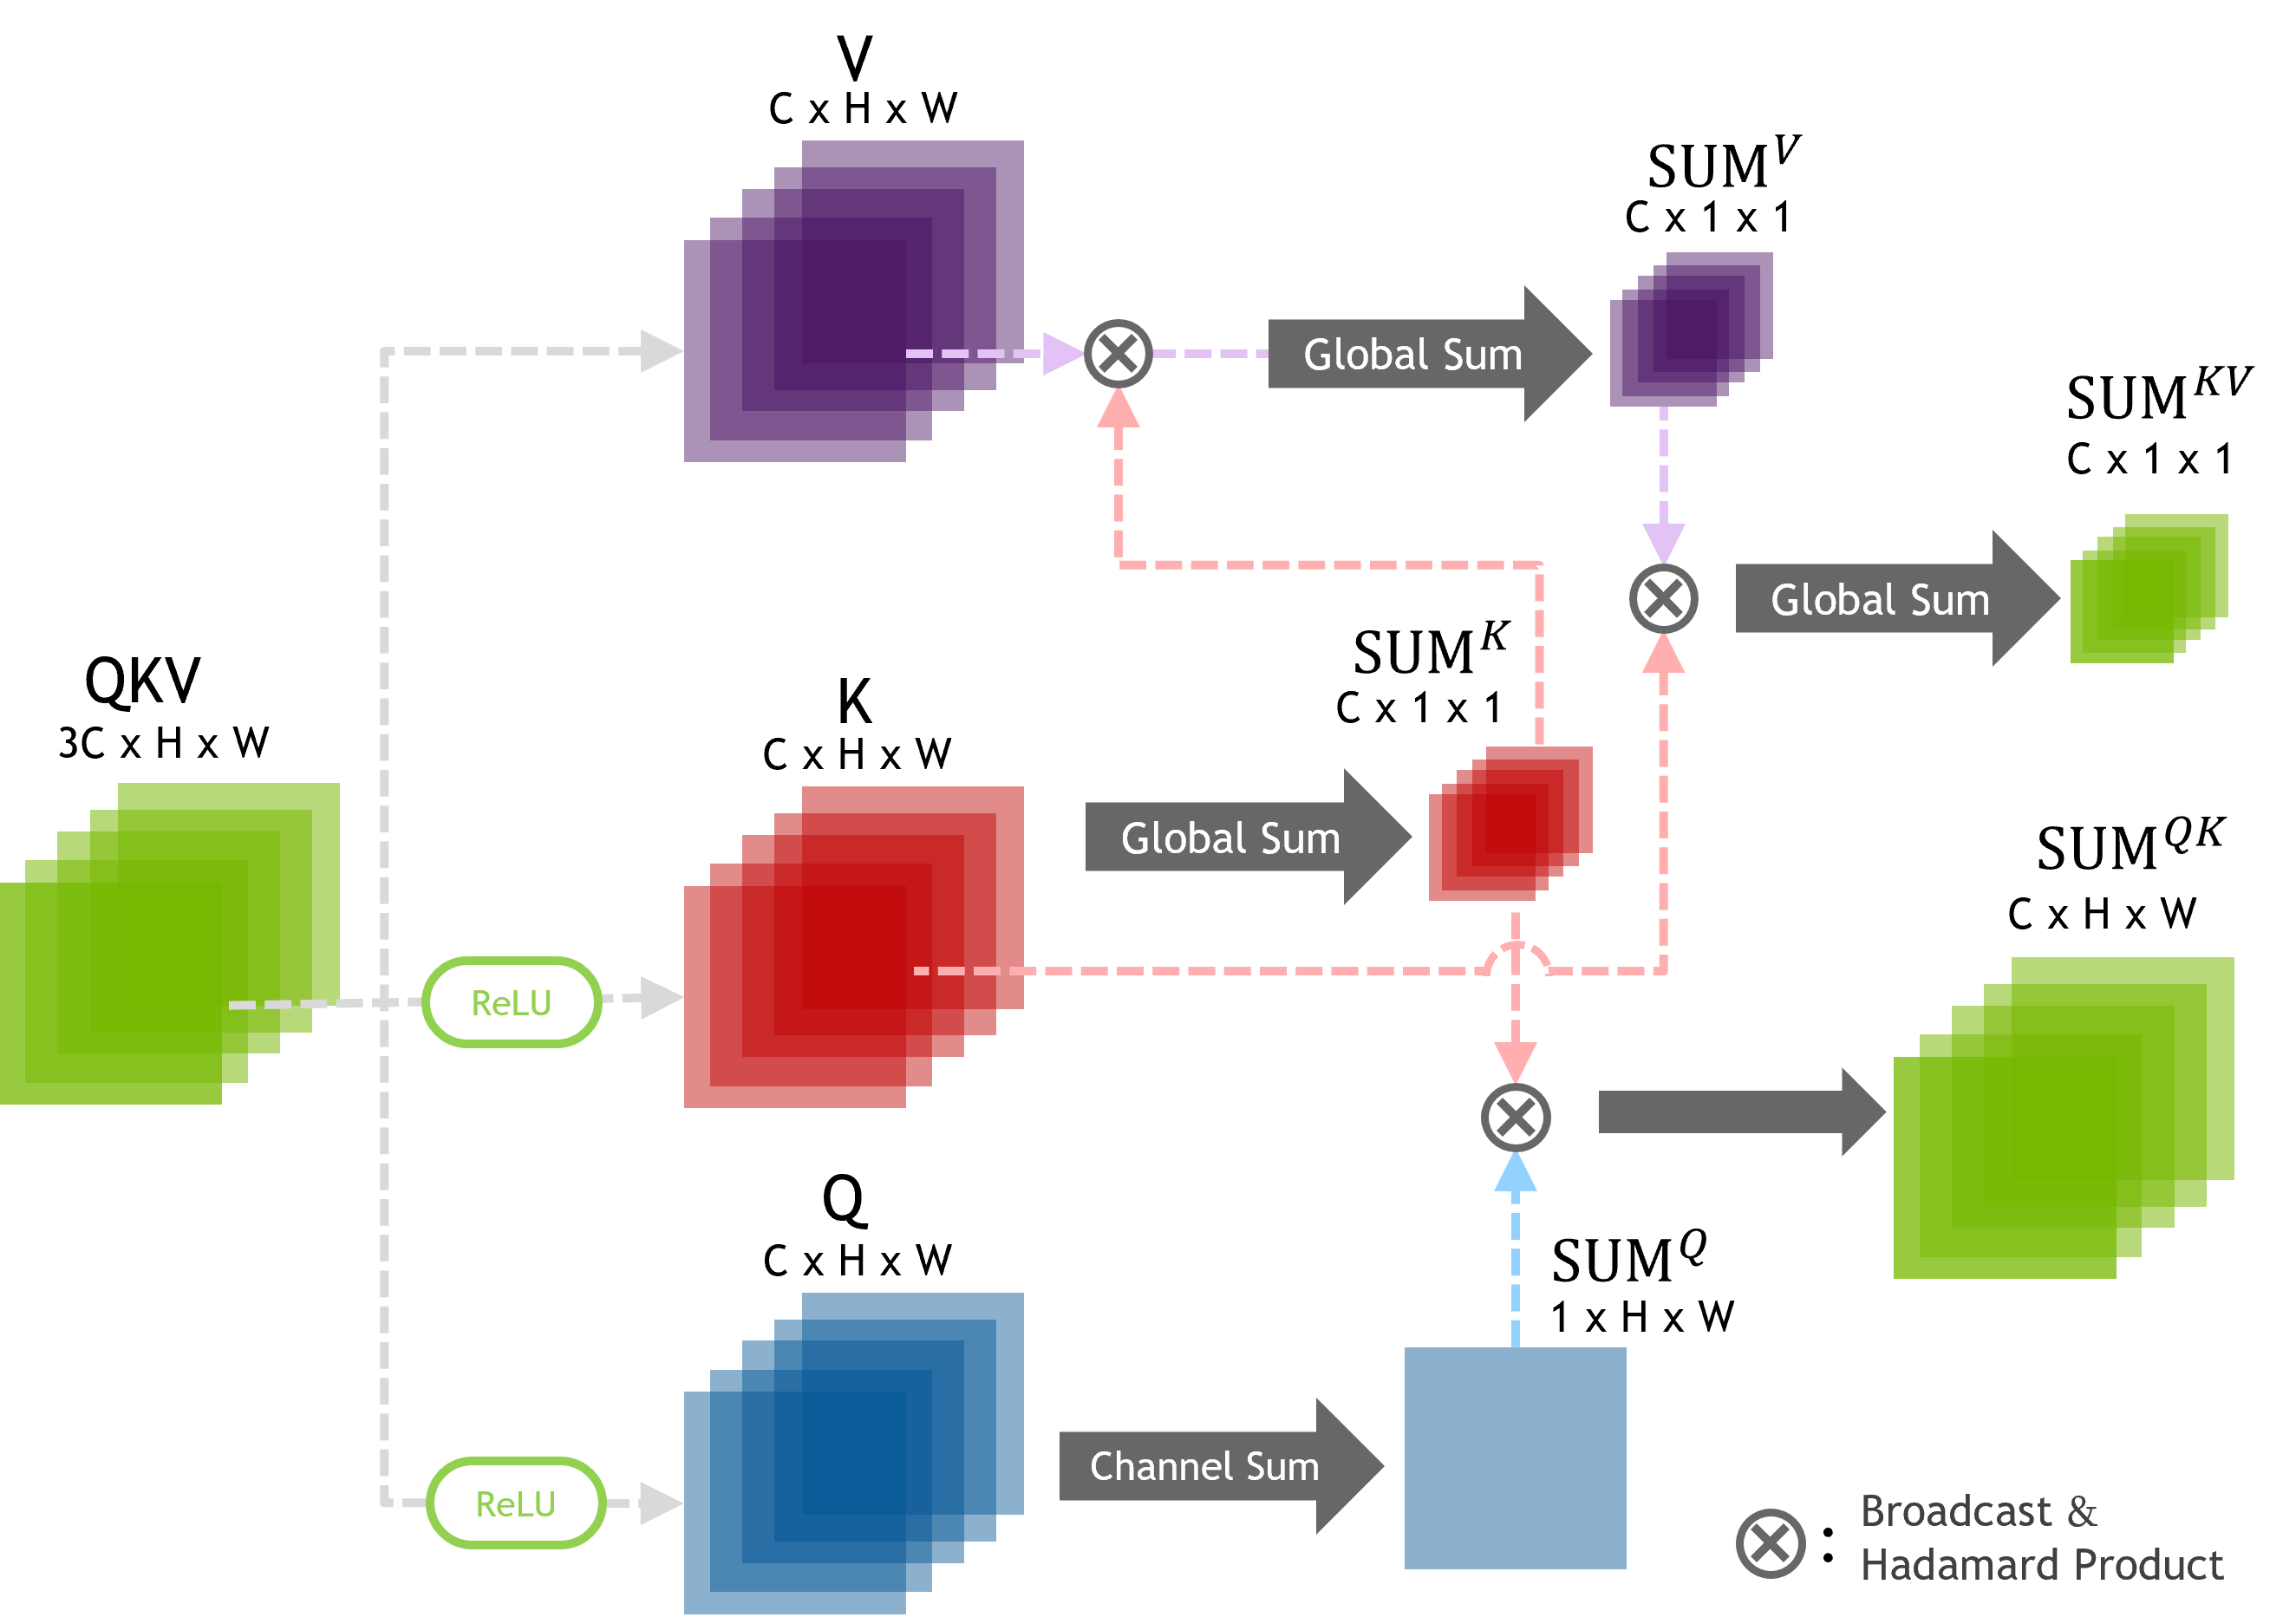 V
C x H x W
SUM^V
C x 1 x 1
Global Sum
SUM^KV
C x 1 x 1
Global Sum
SUM^K
C x 1 x 1
QKV
3C x H x W
K
C x H x W
Global Sum
SUM^QK
C x H x W
ReLU
Q
C x H x W
SUM^Q
1 x H x W
Channel Sum
ReLU
: Broadcast &
Hadamard Product